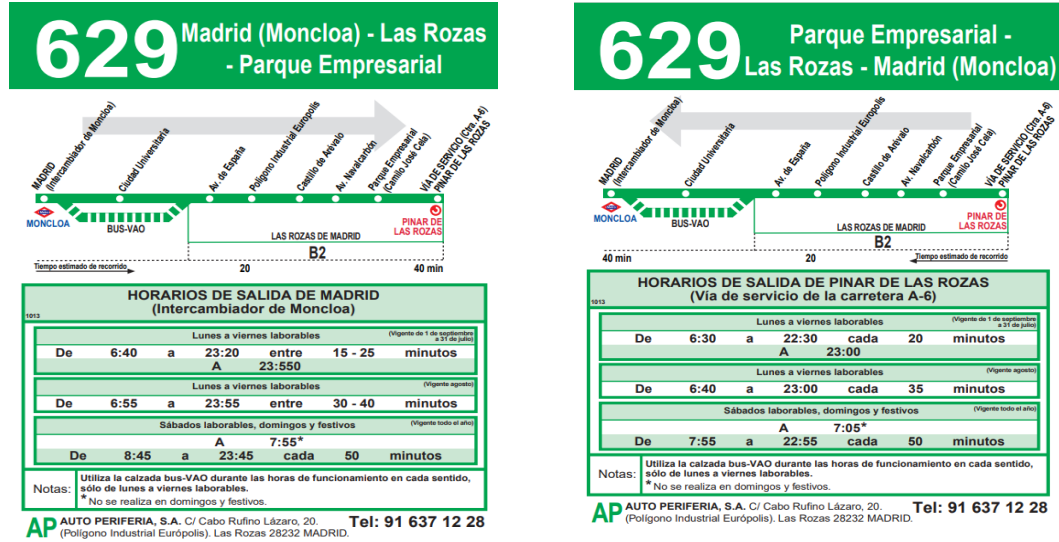 629 Madrid (Moncloa) - Las Rozas
- Parque Empresarial
MADRID
(Intercambiador de Moncloa)
Ciudad Universitaria
Av. de España
Polígono Industrial Europolis
Castillo de Arévalo
Av. Navalcarbón
Parque Empresarial
(Camilo José Cela)
VÍA DE SERVICIO (Ctra. A-6)
PINAR DE LAS ROZAS
MONCLOA
BUS-VAO
PINAR DE
LAS ROZAS
LAS ROZAS DE MADRID
B2
Tiempo estimado de recorrido 20 40 min
HORARIOS DE SALIDA DE MADRID
(Intercambiador de Moncloa)
1013
Lunes a viernes laborables (Vigente de 1 de septiembre
a 31 de julio)
De 6:40 a 23:20 entre 15 - 25 minutos
A 23:550
Lunes a viernes laborables (Vigente agosto)
De 6:55 a 23:55 entre 30 - 40 minutos
Sábados laborables, domingos y festivos (Vigente todo el año)
A 7:55*
De 8:45 a 23:45 cada 50 minutos
Notas: Utiliza la calzada bus-VAO durante las horas de funcionamiento en cada sentido,
sólo de lunes a viernes laborables.
* No se realiza en domingos y festivos.
AP AUTO PERIFERIA, S.A. C/ Cabo Rufino Lázaro, 20. Tel: 91 637 12 28
(Polígono Industrial Európolis). Las Rozas 28232 MADRID.
629 Parque Empresarial -
Las Rozas - Madrid (Moncloa)
MADRID
(Intercambiador de Moncloa)
Ciudad Universitaria
Av. de España
Polígono Industrial Europolis
Castillo de Arévalo
Av. Navalcarbón
Parque Empresarial
(Camilo José Cela)
VÍA DE SERVICIO (Ctra. A-6)
PINAR DE LAS ROZAS
MONCLOA
BUS-VAO
PINAR DE
LAS ROZAS
LAS ROZAS DE MADRID
B2
40 min 20 Tiempo estimado de recorrido
HORARIOS DE SALIDA DE PINAR DE LAS ROZAS
(Vía de servicio de la carretera A-6)
1013
Lunes a viernes laborables (Vigente de 1 de septiembre
a 31 de julio)
De 6:30 a 22:30 cada 20 minutos
A 23:00
Lunes a viernes laborables (Vigente agosto)
De 6:40 a 23:00 cada 35 minutos
Sábados laborables, domingos y festivos (Vigente todo el año)
A 7:05*
De 7:55 a 22:55 cada 50 minutos
Notas: Utiliza la calzada bus-VAO durante las horas de funcionamiento en cada sentido,
sólo de lunes a viernes laborables.
* No se realiza en domingos y festivos.
AP AUTO PERIFERIA, S.A. C/ Cabo Rufino Lázaro, 20. Tel: 91 637 12 28
(Polígono Industrial Európolis). Las Rozas 28232 MADRID.